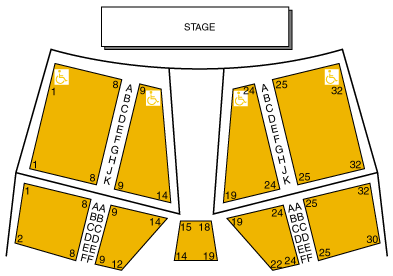 STAGE
1 8 9 24 25 32
A A
B B
C C
D D
E E
F F
G G
H H
J J
K K
1 8 9 14 19 24 25 32
1 8 9 14 15 18 19 24 25 32
AA AA
BB BB
CC CC
DD DD
EE EE
FF FF
2 8 9 12 14 19 22 24 25 30